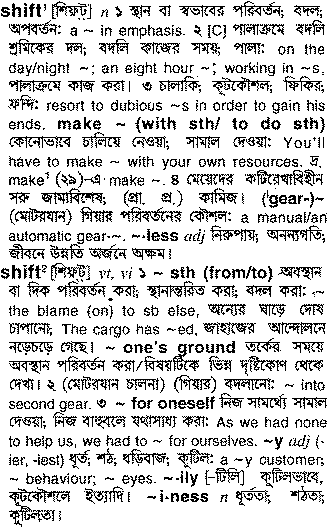 shift¹ [শিফ্‌ট্] n ১ স্থান বা স্বভাবের পরিবর্তন; বদল;
অপবর্তন: a ~ in emphasis. ২ [C] পালাক্রমে বদলি
শ্রমিকের দল, বদলি কাজের সময়; পালা: on the
day/night ~; an eight hour ~; working in ~s,
পালাক্রমে কাজ করা। ৩ চালাকি; কূটকৌশল; ফিকির;
ফন্দি: resort to dubious ~s in order to gain his
ends. make ~ (with sth/ to do sth)
কোনোভাবে চালিয়ে নেওয়া; সামাল দেওয়া: You'll
have to make ~ with your own resources. দ্র.
make¹ (২৯)-এ make ~. ৪ মেয়েদের কটিরেখাবিহীন
সরু জামাবিশেষ; (প্রা. প্র.) কামিজ। ('gear-)~
(মোটরযান) গিয়ার পরিবর্তনের কৌশল: a manual/an
automatic gear-~. ~-less adj নিরুপায়; অনন্যগতি;
জীবনে উন্নতি অর্জনে অক্ষম।
shift² [শিফ্‌ট্] vt, vi ১ ~ sth (from/to) অবস্থান
বা দিক পরিবর্তন করা; স্থানান্তরিত করা; বদল করা: ~
the blame (on) to sb else, অন্যের ঘাড়ে দোষ
চাপানো; The cargo has ~ed, জাহাজের আন্দোলনে
নড়েচড়ে গেছে। ~ one's ground তর্কের সময়ে
অবস্থান পরিবর্তন করা/বিষয়টিকে ভিন্ন দৃষ্টিকোণ থেকে
দেখা। ২ (মোটরযান চালনা) (গিয়ার) বদলানো: ~ into
second gear. ৩ ~ for oneself নিজ সামর্থ্যে সামাল
দেওয়া; নিজ বাহুবলে যথাসাধ্য করা: As we had none
to help us, we had to ~ for ourselves. ~y adj (-
ier, -iest) ধূর্ত; শঠ; ধড়িবাজ; কুটিল: a ~y customer;
~ behaviour; ~ eyes. ~-ily [-টিলি] কুটিলভাবে,
কূটকৌশলে ইত্যাদি। ~i-ness n ধূর্ততা; শঠতা;
কুটিলতা।